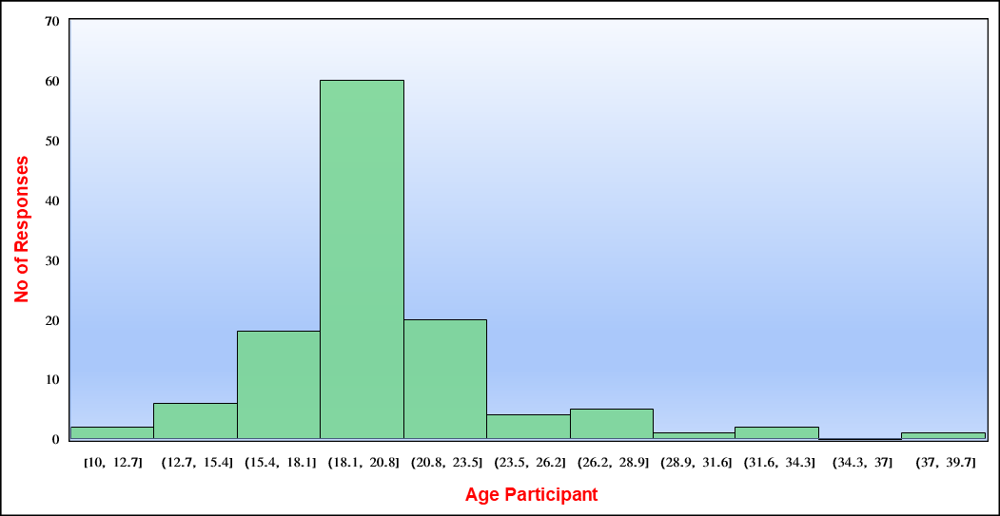 70
60
50
40
30
20
10
0
No of Responses
[10, 12.7] (12.7, 15.4] (15.4, 18.1] (18.1, 20.8] (20.8, 23.5] (23.5, 26.2] (26.2, 28.9] (28.9, 31.6] (31.6, 34.3] (34.3, 37] (37, 39.7]
Age Participant